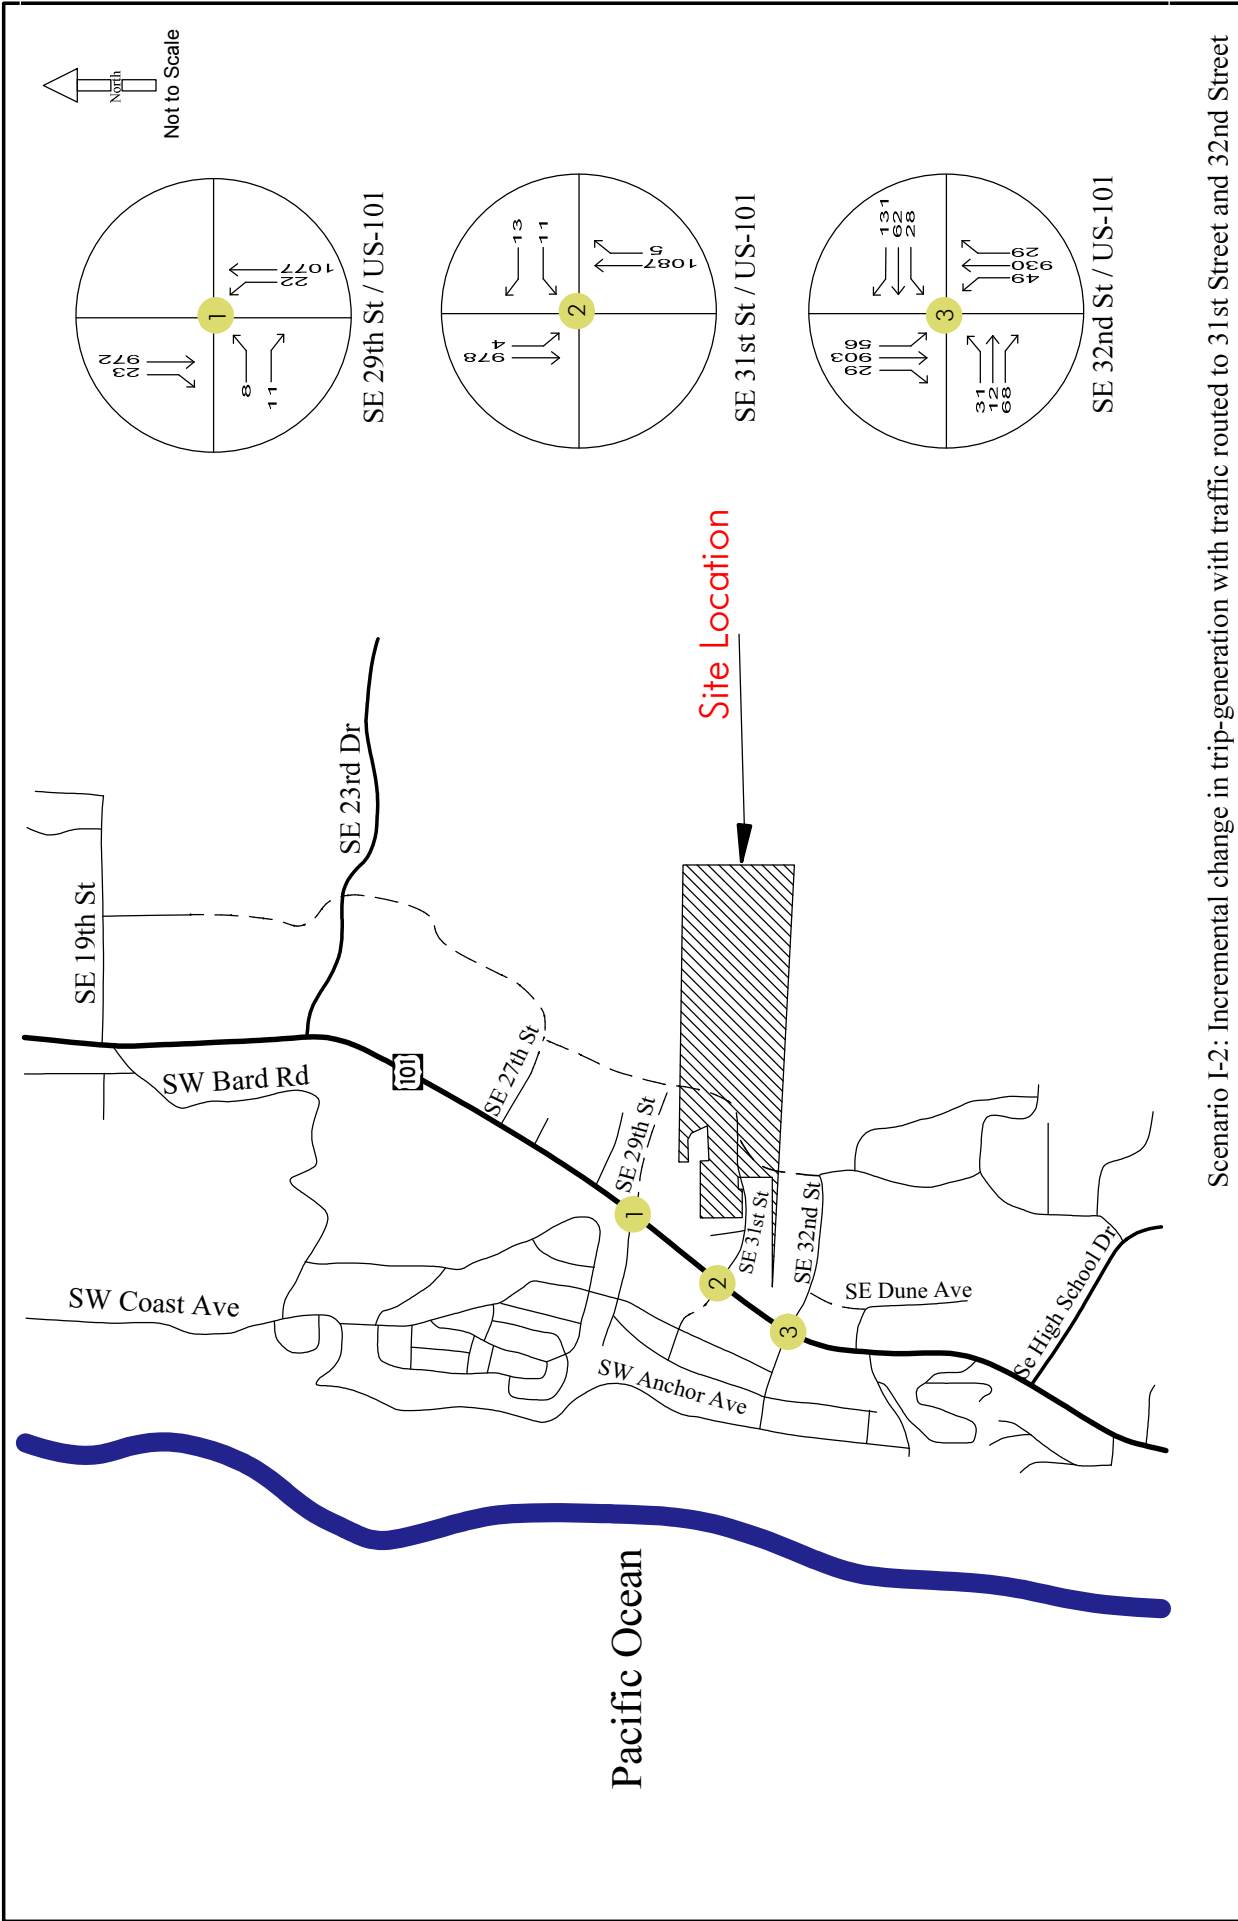 North
Not to Scale
SE 19th St
SE 23rd Dr
SW Bard Rd
101
SE 27th St
SE 29th St
SW Coast Ave
1
2
3
SE 31st St
SE 32nd St
SE Dune Ave
Se High School Dr
SW Anchor Ave
Pacific Ocean
Site Location
23
972
8
11
22
1077
1
SE 29th St / US-101
978
4
13
11
1087
5
2
SE 31st St / US-101
29
903
56
131
62
28
31
12
68
49
930
29
3
SE 32nd St / US-101
Scenario I-2: Incremental change in trip-generation with traffic routed to 31st Street and 32nd Street